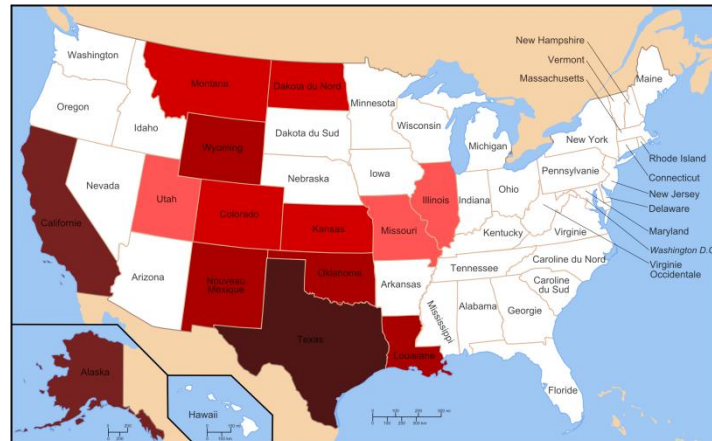 New Hampshire
Vermont
Massachusetts
Washington
Montana
Dakota du Nord
Minnesota
Maine
Oregon
Idaho
Wyoming
Dakota du Sud
Wisconsin
Michigan
New York
Rhode Island
Connecticut
New Jersey
Delaware
Maryland
Washington D.C
Virginie
Occidentale
Nevada
Utah
Colorado
Nebraska
Iowa
Illinois
Indiana
Ohio
Pennsylvanie
Californie
Kansas
Missouri
Kentucky
Virginie
Arizona
Nouveau
Mexique
Oklahoma
Arkansas
Tennessee
Caroline du Nord
Caroline
du Sud
Texas
Louisiane
Mississippi
Alabama
Georgie
Floride
Alaska
Hawaii